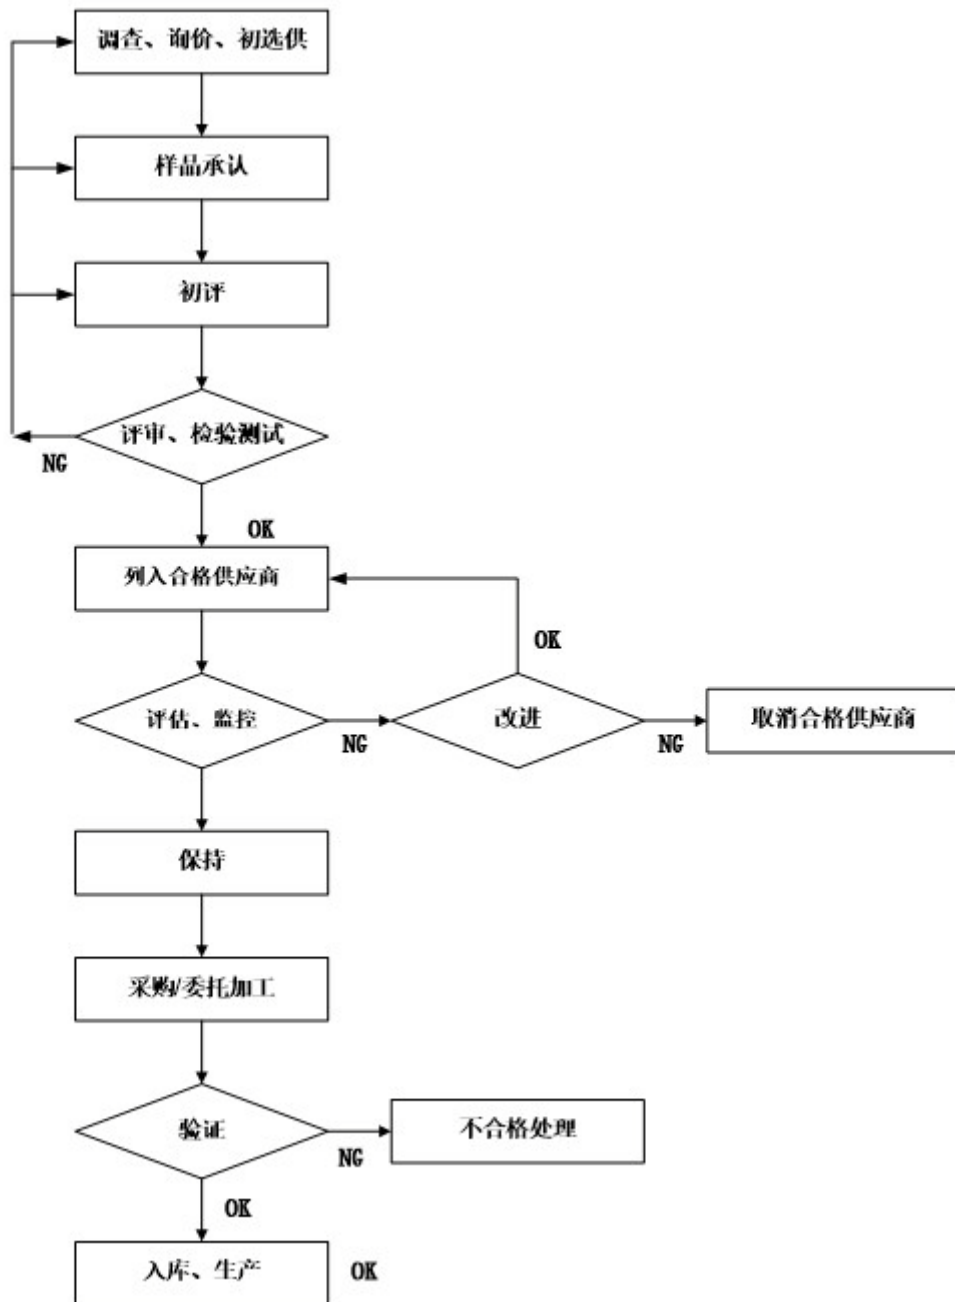 调查、询价、初选供
样品承认
初评
评审、检验测试
NG
OK
列入合格供应商
OK
评估、监控
NG
改进
NG
取消合格供应商
保持
采购/委托加工
验证
NG
不合格处理
OK
入库、生产
OK